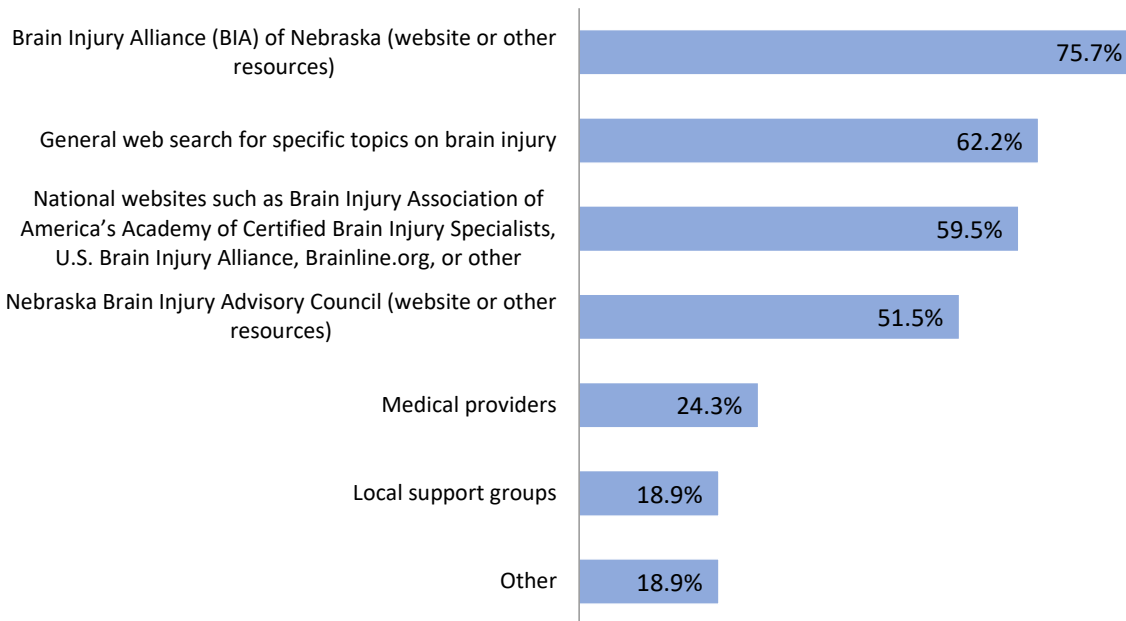 Brain Injury Alliance (BIA) of Nebraska (website or other
resources)
75.7%
General web search for specific topics on brain injury
62.2%
National websites such as Brain Injury Association of
America’s Academy of Certified Brain Injury Specialists,
U.S. Brain Injury Alliance, Brainline.org, or other
59.5%
Nebraska Brain Injury Advisory Council (website or other
resources)
51.5%
Medical providers
24.3%
Local support groups
18.9%
Other
18.9%